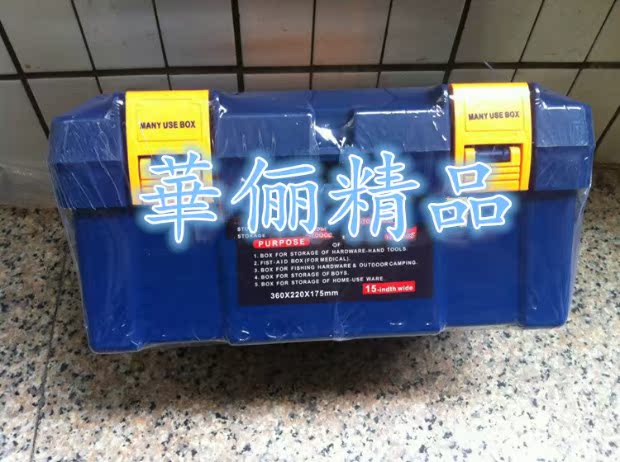 MANY USE BOX
MANY USE BOX
華儷精品
PURPOSE OF
1. BOX FOR STORAGE OF HARDWARE-HAND TOOLS.
2. FIST-AID BOX (FOR MEDICAL).
3. BOX FOR FISHING HARDWARE & OUTDOOR CAMPING.
4. BOX FOR STORAGE OF BOYS.
5. BOX FOR STORAGE OF HOME-USE WARE.
360X220X175mm
15-indth wide